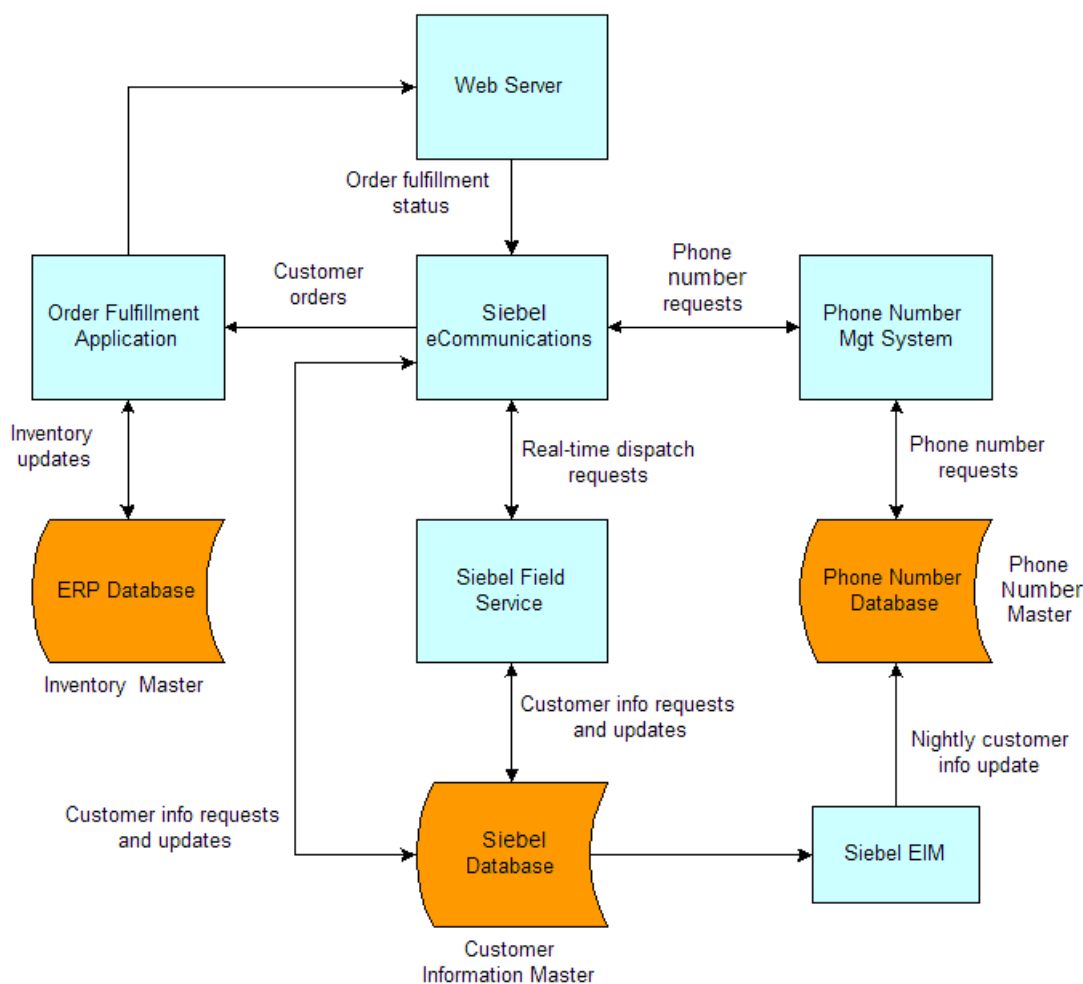 Web Server
Order fulfillment
status
Customer
orders
Phone
number
requests
Order Fulfillment
Application
Siebel
eCommunications
Phone Number
Mgt System
Inventory
updates
Real-time dispatch
requests
Phone number
requests
ERP Database
Siebel Field
Service
Phone Number
Database
Phone
Number
Master
Inventory Master
Customer info requests
and updates
Nightly customer
info update
Customer info requests
and updates
Siebel
Database
Siebel EIM
Customer
Information Master